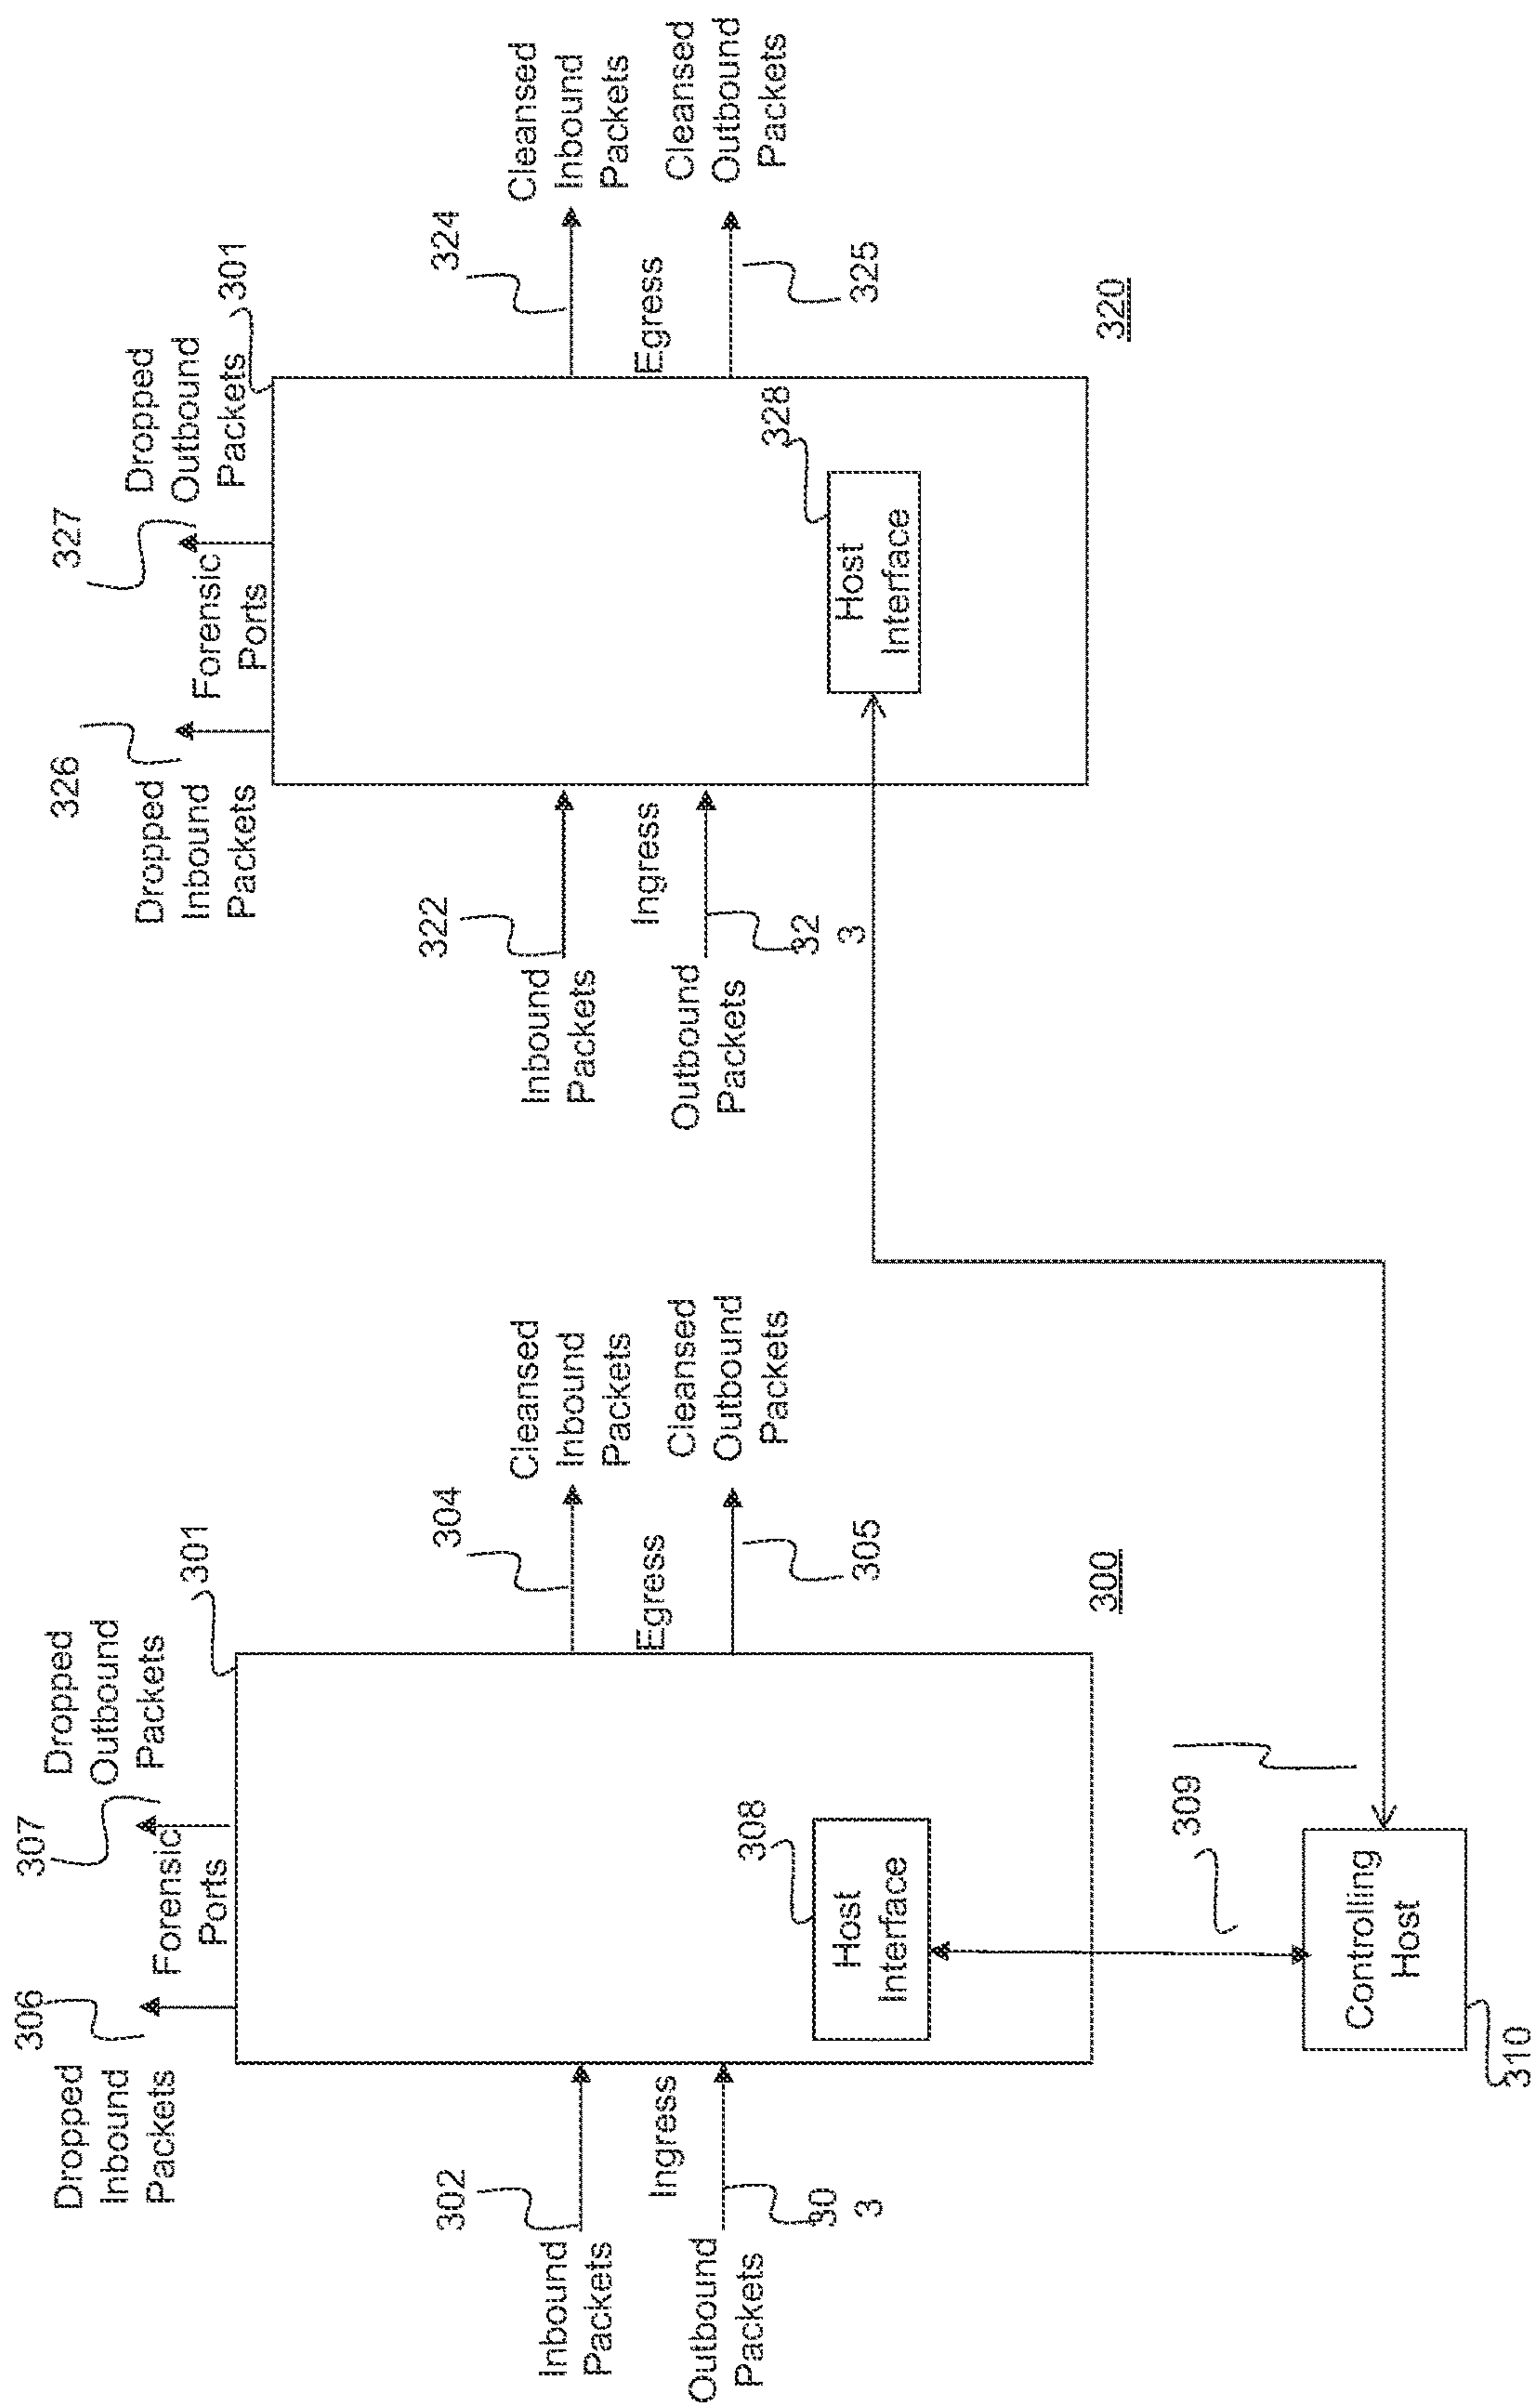 306
Dropped
Inbound
Packets
307
Dropped
Outbound
Packets
Forensic
Ports
301
302
Inbound
Packets
Ingress
Outbound
Packets
30
3
304
Cleansed
Inbound
Packets
Egress
Cleansed
Outbound
Packets
305
308
Host
Interface
300
309
Controlling
Host
310
326
Dropped
Inbound
Packets
327
Dropped
Outbound
Packets
Forensic
Ports
301
322
Inbound
Packets
Ingress
Outbound
Packets
32
3
324
Cleansed
Inbound
Packets
Egress
Cleansed
Outbound
Packets
325
328
Host
Interface
320